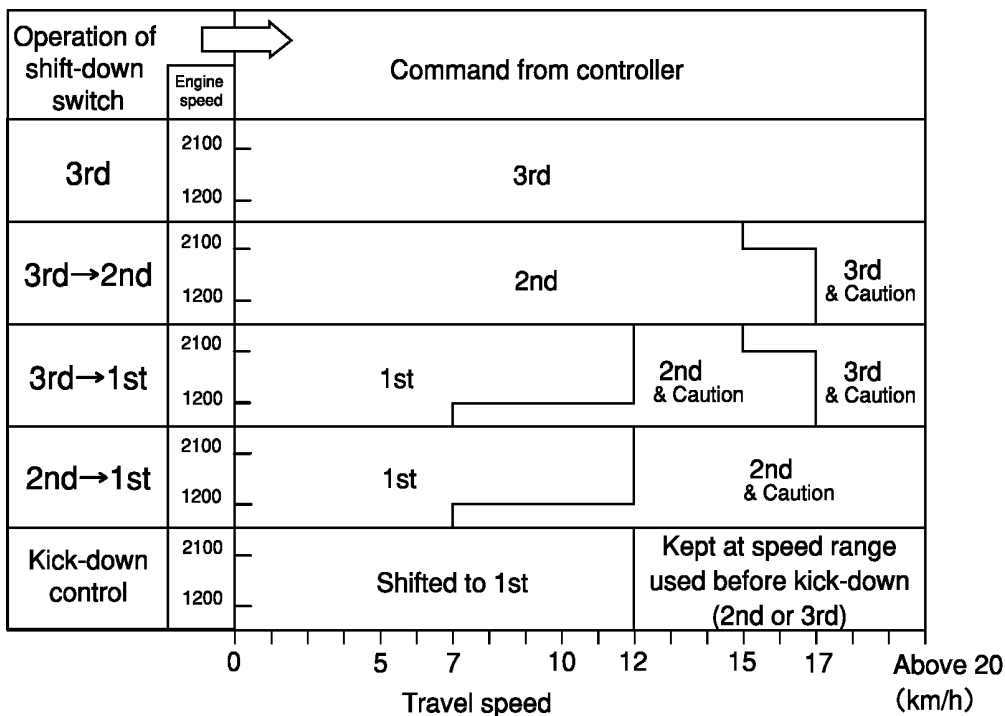 Operation of
shift-down
switch
Engine
speed
Command from controller
3rd
2100
1200
3rd
3rd→2nd
2100
1200
2nd
3rd
& Caution
3rd→1st
2100
1200
1st
2nd
& Caution
3rd
& Caution
2nd→1st
2100
1200
1st
2nd
& Caution
Kick-down
control
2100
1200
Shifted to 1st
Kept at speed range
used before kick-down
(2nd or 3rd)
0 5 7 10 12 15 17 Above 20
Travel speed (km/h)